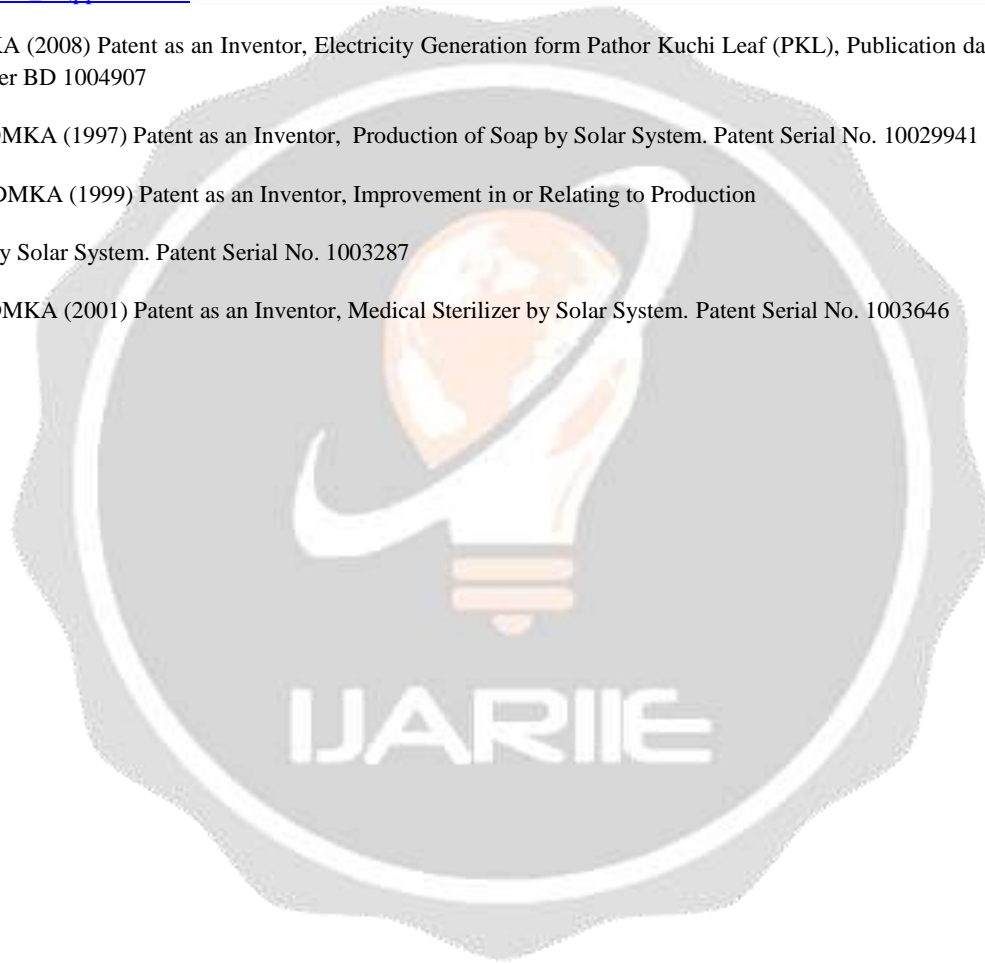 KA (2008) Patent as an Inventor, Electricity Generation form Pathor Kuchi Leaf (PKL), Publication da
er BD 1004907
OMKA (1997) Patent as an Inventor, Production of Soap by Solar System. Patent Serial No. 10029941
DMKA (1999) Patent as an Inventor, Improvement in or Relating to Production
y Solar System. Patent Serial No. 1003287
OMKA (2001) Patent as an Inventor, Medical Sterilizer by Solar System. Patent Serial No. 1003646
IJARIIE